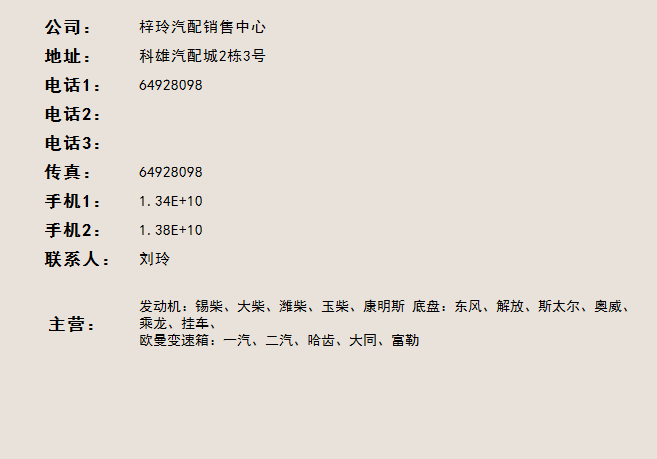 公司： 梓玲汽配销售中心
地址： 科雄汽配城2栋3号
电话1： 64928098
电话2：
电话3：
传真： 64928098
手机1： 1.34E+10
手机2： 1.38E+10
联系人： 刘玲
主营： 发动机：锡柴、大柴、潍柴、玉柴、康明斯 底盘：东风、解放、斯太尔、奥威、
乘龙、挂车、
欧曼变速箱：一汽、二汽、哈齿、大同、富勒